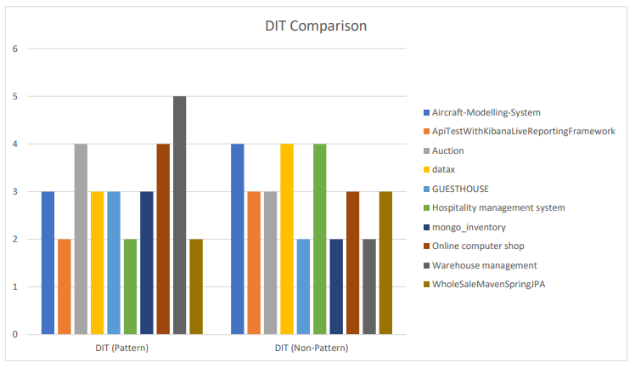 DIT Comparison
6
5
4
3
2
1
0
DIT (Pattern)
DIT (Non-Pattern)
Aircraft-Modelling-System
ApiTestWithKibanaLiveReportingFramework
Auction
datax
GUESTHOUSE
Hospitality management system
mongo_inventory
Online computer shop
Warehouse management
WholeSaleMavenSpringJPA